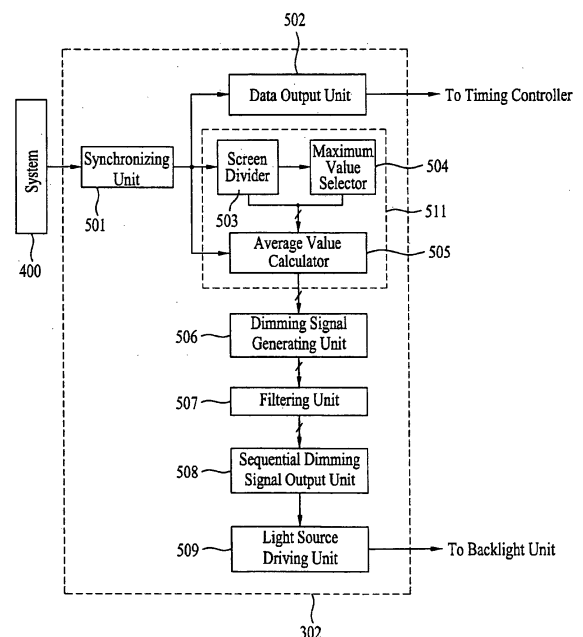 502
Data Output Unit
To Timing Controller
System
400
Synchronizing
Unit
501
Screen
Divider
503
Maximum
Value
Selector
504
511
Average Value
Calculator
505
506
Dimming Signal
Generating Unit
507
Filtering Unit
508
Sequential Dimming
Signal Output Unit
509
Light Source
Driving Unit
To Backlight Unit
302